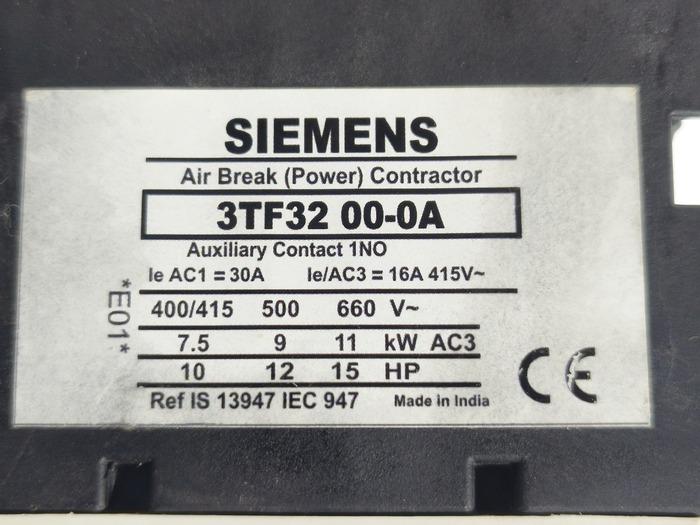 SIEMENS
Air Break (Power) Contractor
3TF32 00-0A
Auxiliary Contact 1NO
Ie AC1 = 30A Ie/AC3 = 16A 415V~
400/415 500 660 V~
7.5 9 11 kW AC3
10 12 15 HP
Ref IS 13947 IEC 947 Made in India
*E01*
CE